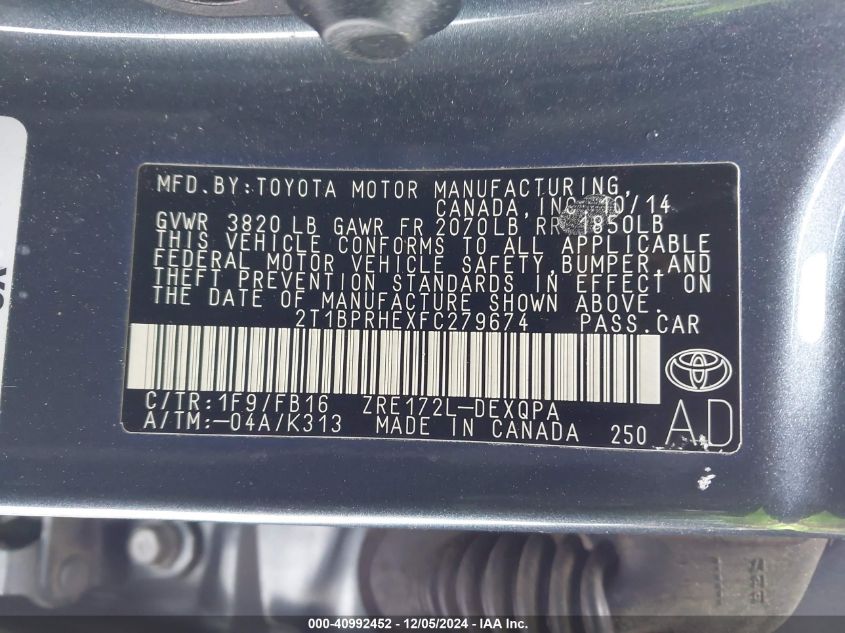 MFD. BY: TOYOTA MOTOR MANUFACTURING,
CANADA, INC. 10/14
GVWR 3820 LB GAWR FR 2070LB RR 1850LB
THIS VEHICLE CONFORMS TO ALL APPLICABLE
FEDERAL MOTOR VEHICLE SAFETY, BUMPER, AND
THEFT PREVENTION STANDARDS IN EFFECT ON
THE DATE OF MANUFACTURE SHOWN ABOVE.
2T1BPRHEXFC279674 PASS. CAR
C/TR: 1F9/FB16 ZRE172L-DEXQPA
A/TM: -04A/K313 MADE IN CANADA 250 AD
000-40992452 - 12/05/2024 - IAA Inc.